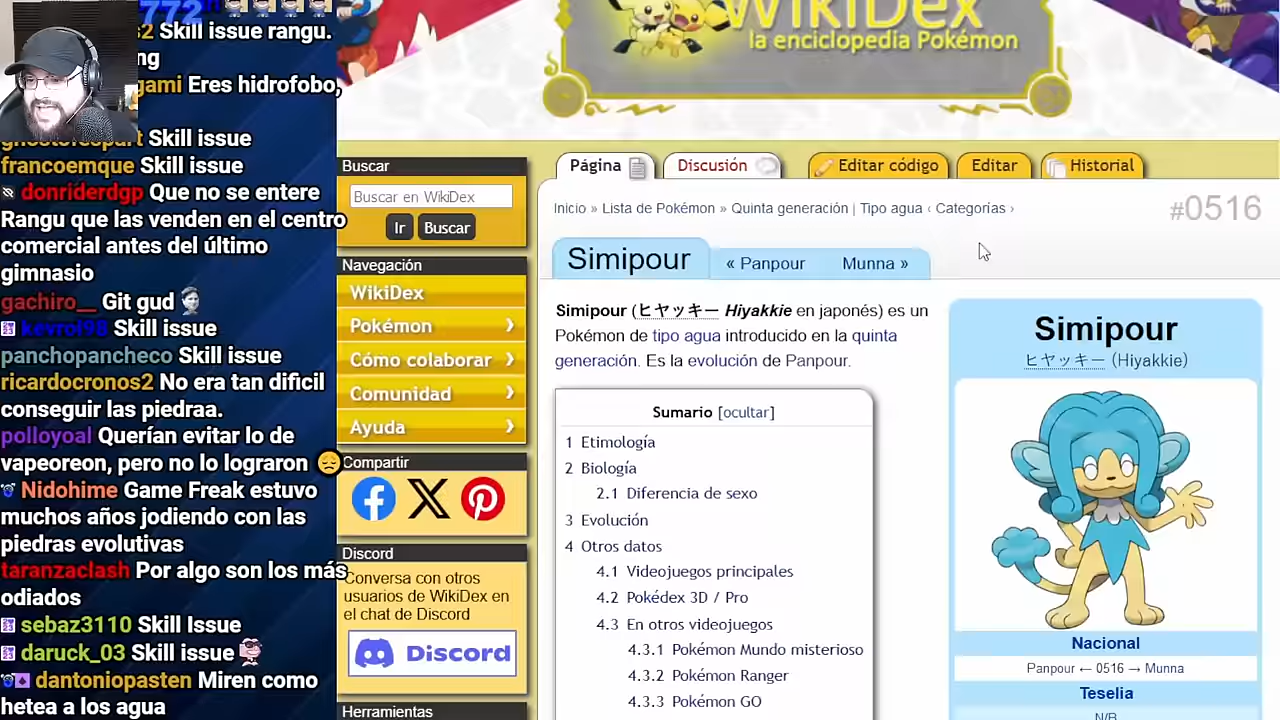 772
s2 Skill issue rangu.
ng
gami Eres hidrofobo,
Skill issue
francoemque Skill issue
donriderdgp Que no se entere
Rangu que las venden en el centro
comercial antes del último
gimnasio
gachiro__ Git gud
kevrol98 Skill issue
panchopancheco Skill issue
ricardocronos2 No era tan dificil
conseguir las piedraa.
polloyoal Querían evitar lo de
vapeoreon, pero no lo lograron
Nidohime Game Freak estuvo
muchos años jodiendo con las
piedras evolutivas
taranzaclash Por algo son los más
odiados
sebaz3110 Skill Issue
daruck_03 Skill issue
dantoniopasten Miren como
hetea a los agua
WikiDex
la enciclopedia Pokémon
Buscar
Buscar en WikiDex
Ir Buscar
Navegación
WikiDex
Pokémon
Cómo colaborar
Comunidad
Ayuda
Compartir
Discord
Conversa con otros
usuarios de WikiDex en
el chat de Discord
Discord
Herramientas
Página Discusión Editar código Editar Historial
Inicio » Lista de Pokémon » Quinta generación | Tipo agua ‹ Categorías ›
#0516
Simipour « Panpour Munna »
Simipour (ヒヤッキー Hiyakkie en japonés) es un
Pokémon de tipo agua introducido en la quinta
generación. Es la evolución de Panpour.
Sumario [ocultar]
1 Etimología
2 Biología
2.1 Diferencia de sexo
3 Evolución
4 Otros datos
4.1 Videojuegos principales
4.2 Pokédex 3D / Pro
4.3 En otros videojuegos
4.3.1 Pokémon Mundo misterioso
4.3.2 Pokémon Ranger
4.3.3 Pokémon GO
Simipour
ヒヤッキー (Hiyakkie)
Nacional
Panpour ← 0516 → Munna
Teselia
N/B